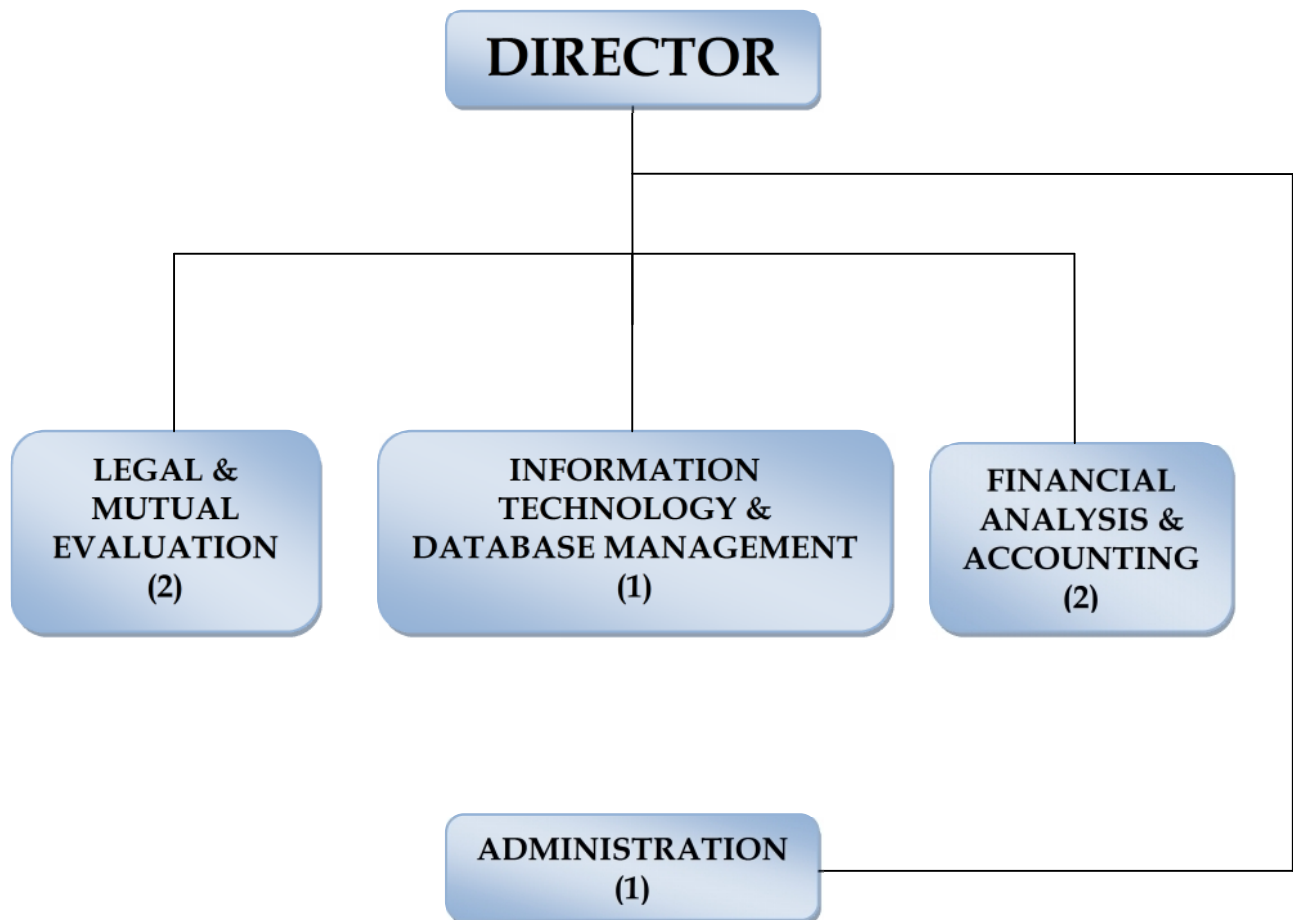 DIRECTOR
LEGAL &
MUTUAL
EVALUATION
(2)
INFORMATION
TECHNOLOGY &
DATABASE MANAGEMENT
(1)
FINANCIAL
ANALYSIS &
ACCOUNTING
(2)
ADMINISTRATION
(1)